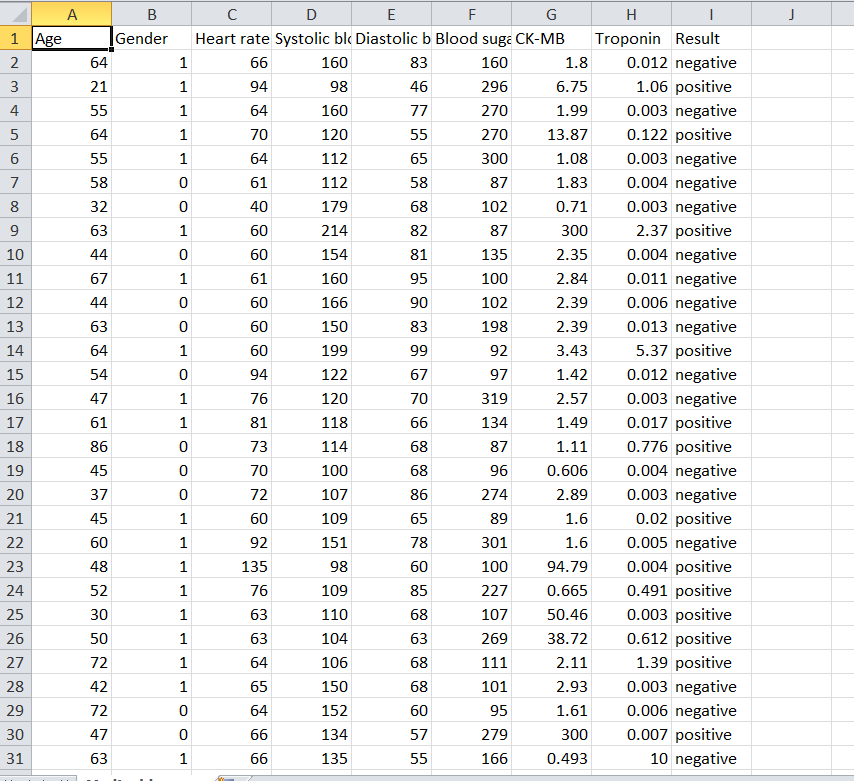 A B C D E F G H I J
1 Age Gender Heart rate Systolic blo Diastolic b Blood suga CK-MB Troponin Result
2 64 1 66 160 83 160 1.8 0.012 negative
3 21 1 94 98 46 296 6.75 1.06 positive
4 55 1 64 160 77 270 1.99 0.003 negative
5 64 1 70 120 55 270 13.87 0.122 positive
6 55 1 64 112 65 300 1.08 0.003 negative
7 58 0 61 112 58 87 1.83 0.004 negative
8 32 0 40 179 68 102 0.71 0.003 negative
9 63 1 60 214 82 87 300 2.37 positive
10 44 0 60 154 81 135 2.35 0.004 negative
11 67 1 61 160 95 100 2.84 0.011 negative
12 44 0 60 166 90 102 2.39 0.006 negative
13 63 0 60 150 83 198 2.39 0.013 negative
14 64 1 60 199 99 92 3.43 5.37 positive
15 54 0 94 122 67 97 1.42 0.012 negative
16 47 1 76 120 70 319 2.57 0.003 negative
17 61 1 81 118 66 134 1.49 0.017 positive
18 86 0 73 114 68 87 1.11 0.776 positive
19 45 0 70 100 68 96 0.606 0.004 negative
20 37 0 72 107 86 274 2.89 0.003 negative
21 45 1 60 109 65 89 1.6 0.02 positive
22 60 1 92 151 78 301 1.6 0.005 negative
23 48 1 135 98 60 100 94.79 0.004 positive
24 52 1 76 109 85 227 0.665 0.491 positive
25 30 1 63 110 68 107 50.46 0.003 positive
26 50 1 63 104 63 269 38.72 0.612 positive
27 72 1 64 106 68 111 2.11 1.39 positive
28 42 1 65 150 68 101 2.93 0.003 negative
29 72 0 64 152 60 95 1.61 0.006 negative
30 47 0 66 134 57 279 300 0.007 positive
31 63 1 66 135 55 166 0.493 10 negative